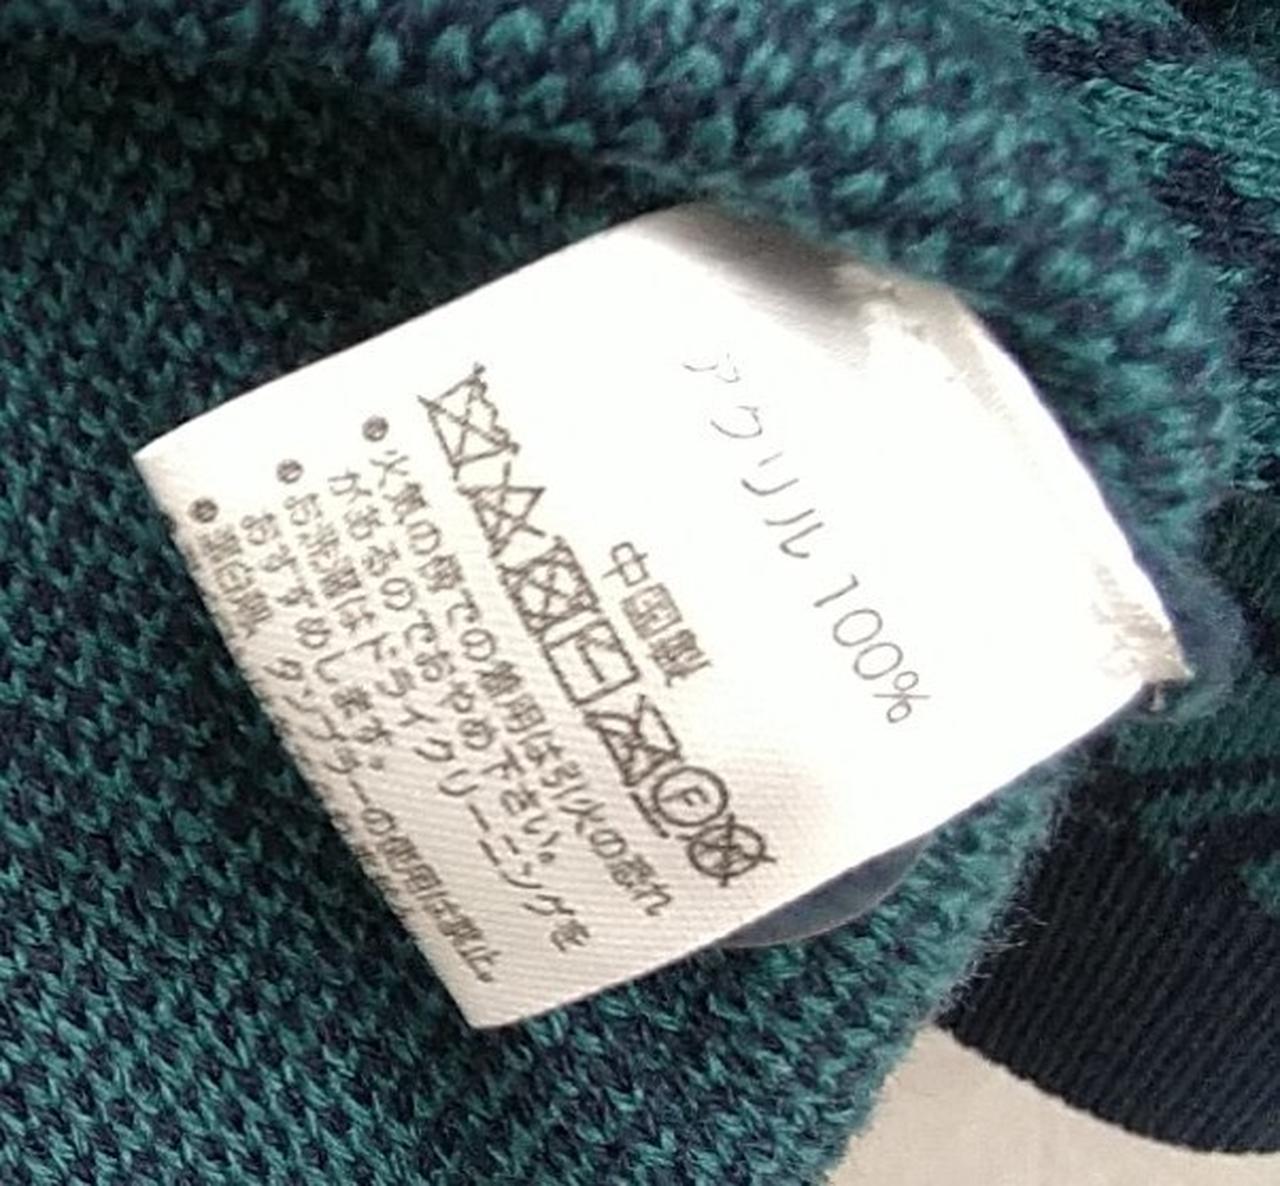 アクリル 100%
中国製
F
●火気の傍での着用は引火の恐れ
があるのでおやめ下さい。
●お洗濯はドライクリーニングを
おすすめします。
●漂白剤、タンブラーの使用は禁止。